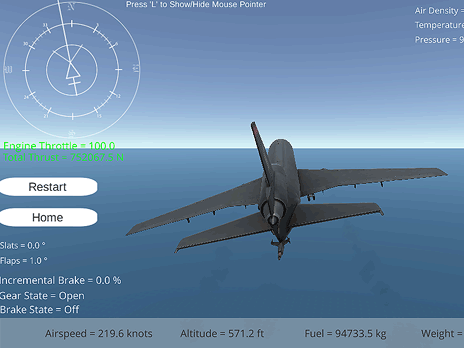 Press 'L' to Show/Hide Mouse Pointer
Air Density =
Temperature
Pressure = 9
N
Engine Throttle = 100.0
Restart
Home
Slats = 0.0 °
Flaps = 1.0 °
Incremental Brake = 0.0 %
Gear State = Open
Brake State = Off
Airspeed = 219.6 knots
Altitude = 571.2 ft
Fuel = 94733.5 kg
Weight =